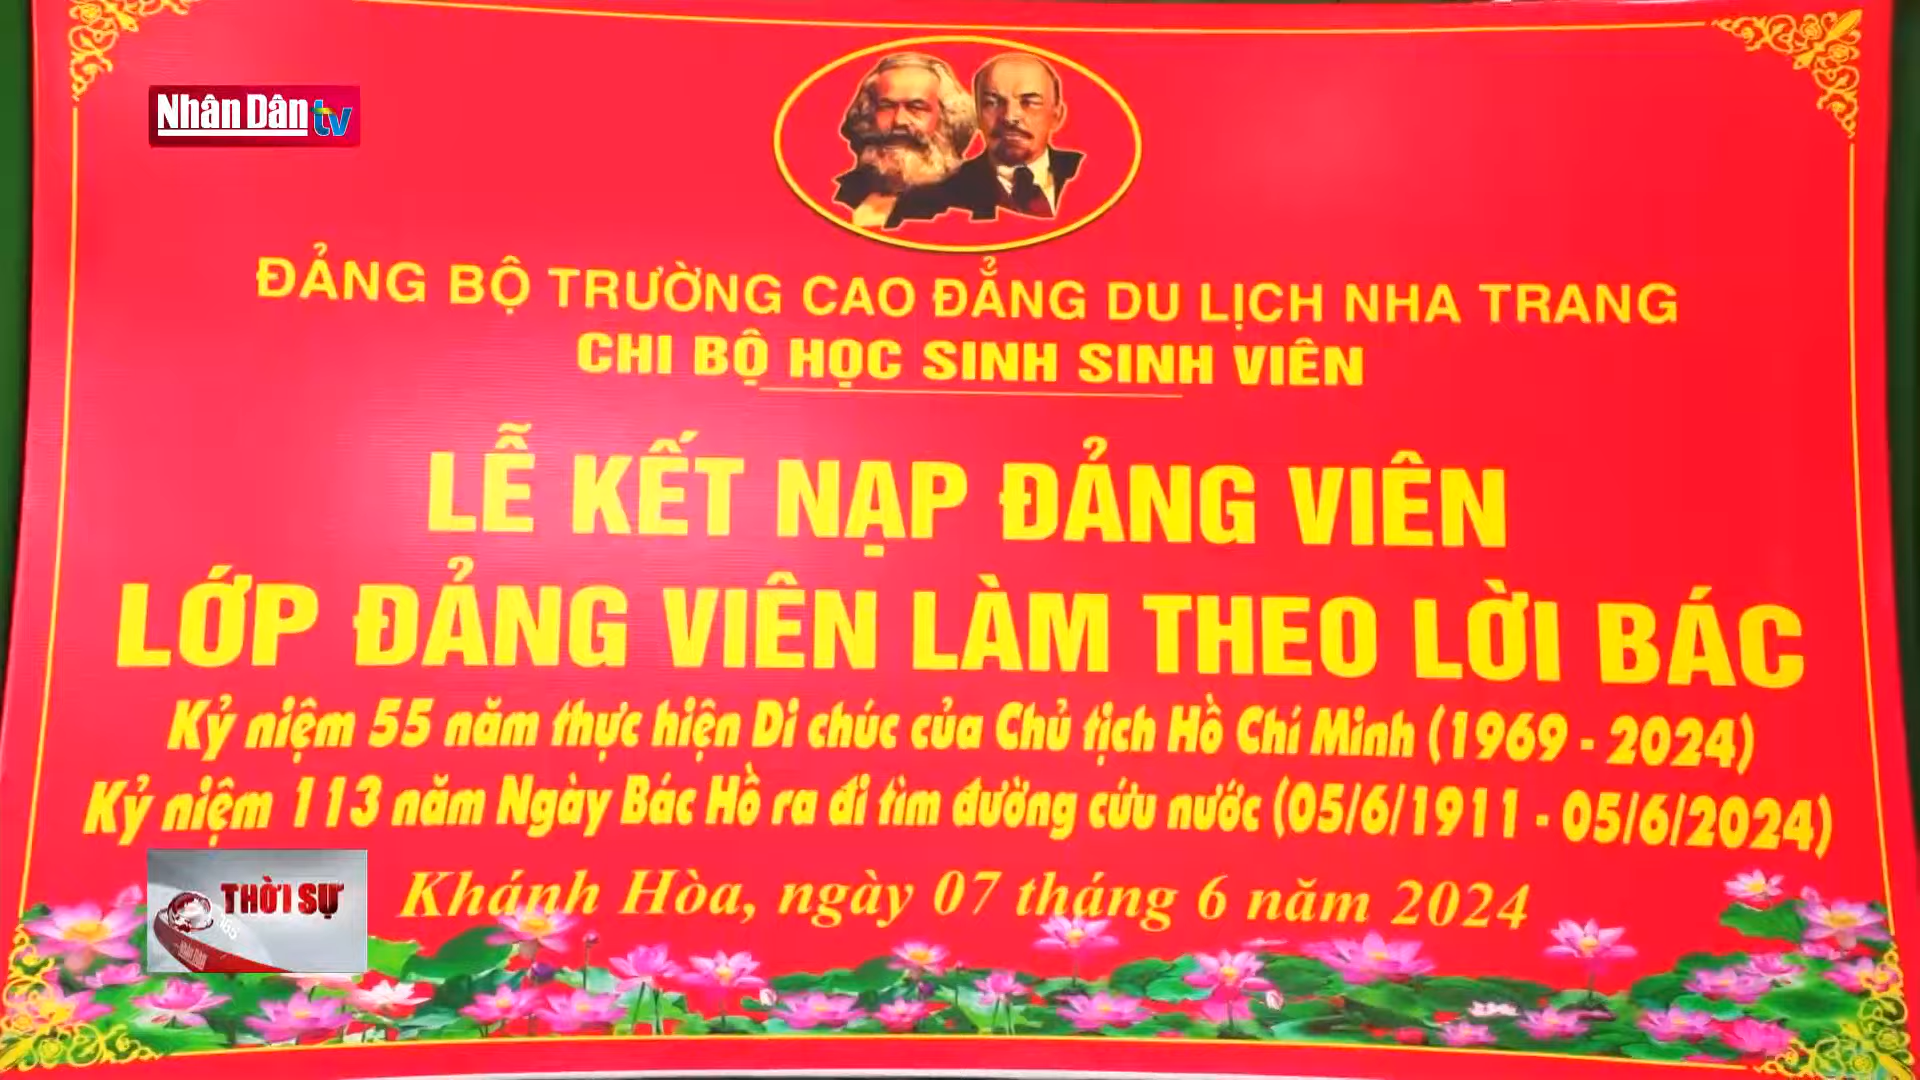 Nhân Dân tv
ĐẢNG BỘ TRƯỜNG CAO ĐẲNG DU LỊCH NHA TRANG
CHI BỘ HỌC SINH SINH VIÊN
LỄ KẾT NẠP ĐẢNG VIÊN
LỚP ĐẢNG VIÊN LÀM THEO LỜI BÁC
Kỷ niệm 55 năm thực hiện Di chúc của Chủ tịch Hồ Chí Minh (1969 - 2024)
Kỷ niệm 113 năm Ngày Bác Hồ ra đi tìm đường cứu nước (05/6/1911 - 05/6/2024)
Khánh Hòa, ngày 07 tháng 6 năm 2024
THỜI SỰ
NHÂN DÂN